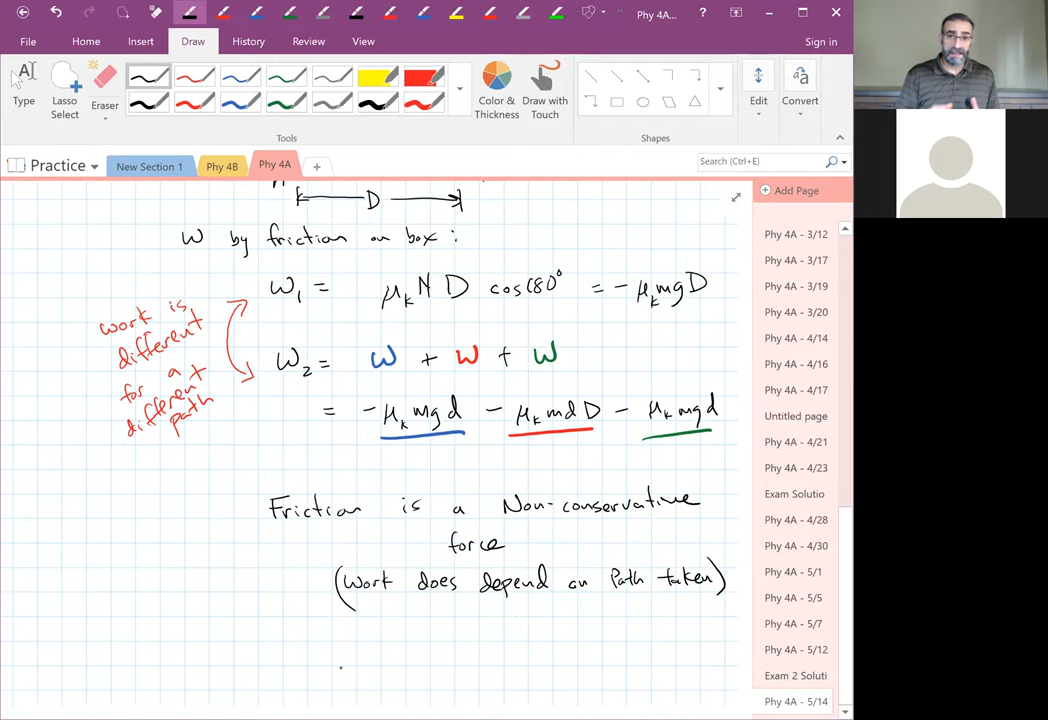 Phy 4A...
?
File
Home
Insert
Draw
History
Review
View
Sign in
Type
Lasso
Select
Eraser
Color &
Thickness
Draw with
Touch
Edit
Convert
Tools
Shapes
Practice
New Section 1
Phy 4B
Phy 4A
+
Search (Ctrl+E)
Add Page
Phy 4A - 3/12
Phy 4A - 3/17
Phy 4A - 3/19
Phy 4A - 3/20
Phy 4A - 4/14
Phy 4A - 4/16
Phy 4A - 4/17
Untitled page
Phy 4A - 4/21
Phy 4A - 4/23
Exam Solutio
Phy 4A - 4/28
Phy 4A - 4/30
Phy 4A - 5/1
Phy 4A - 5/5
Phy 4A - 5/7
Phy 4A - 5/12
Exam 2 Soluti
Phy 4A - 5/14
D
W by friction on box :
W₁ = μₖ N D cos180° = - μₖ mg D
work is
different
for a
different
path
W₂ = W + W + W
= - μₖ mg d - μₖ m d D - μₖ mg d
Friction is a Non-conservative
force
(Work does depend on Path taken)